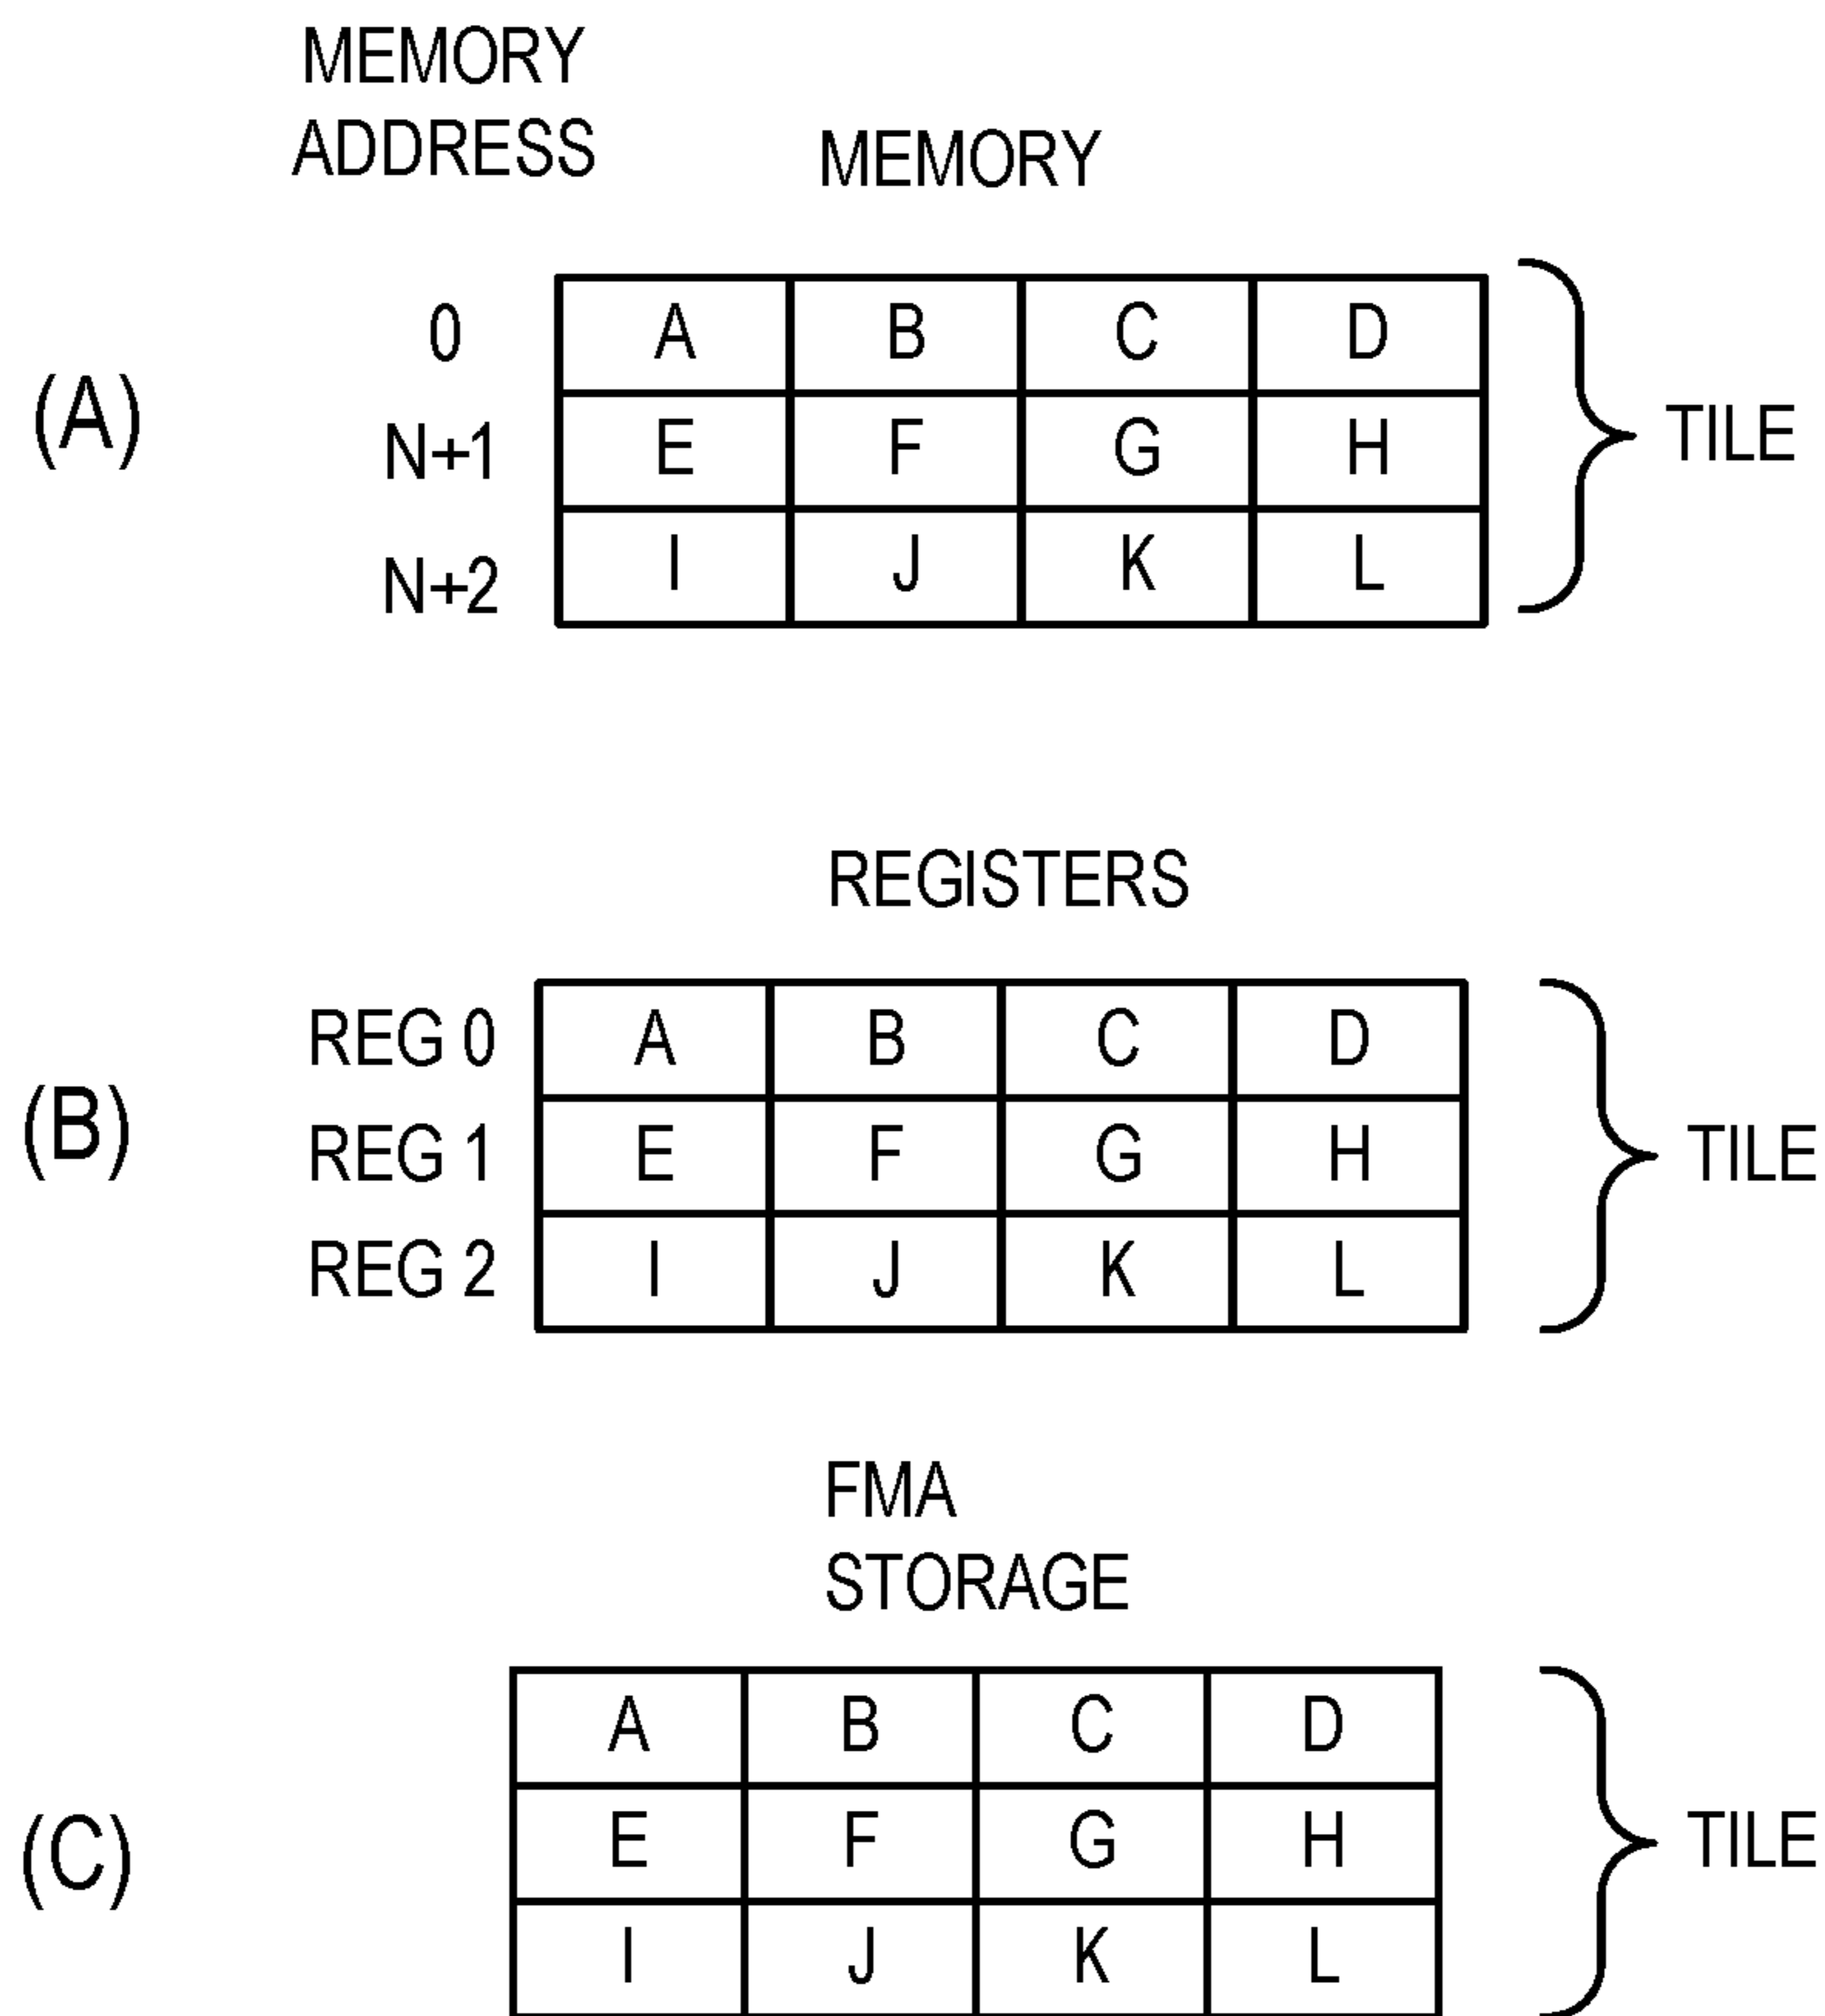 MEMORY
ADDRESS
MEMORY
(A)
0 A B C D
N+1 E F G H
N+2 I J K L
TILE
REGISTERS
(B)
REG 0 A B C D
REG 1 E F G H
REG 2 I J K L
TILE
FMA
STORAGE
(C)
A B C D
E F G H
I J K L
TILE